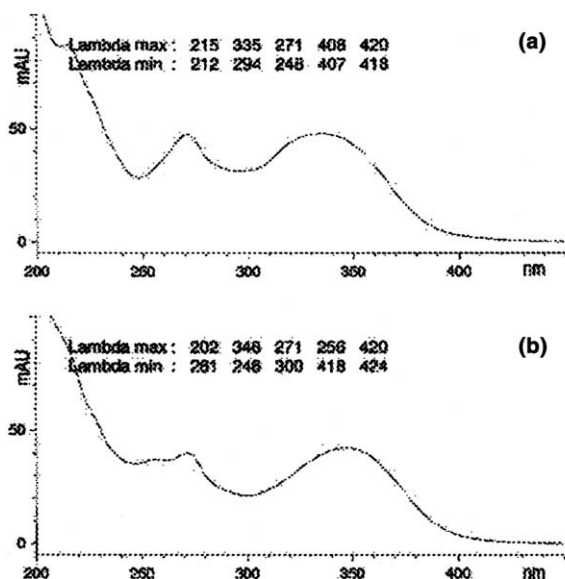 Lambda max : 215 335 271 408 420 (a)
Lambda min : 212 294 248 407 418
mAU
50
0
200 250 300 350 400 nm
Lambda max : 202 346 271 256 420 (b)
Lambda min : 261 246 300 418 424
mAU
50
0
200 250 300 350 400 nm